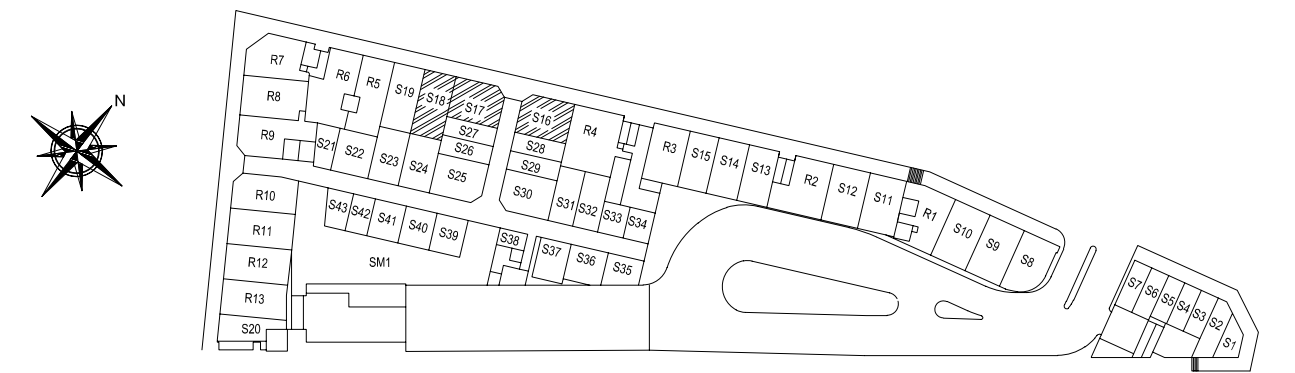 N
R7
R6
R5
S19
S18
S17
S16
R4
R8
R9
S21
S22
S23
S24
S27
S26
S25
S28
S29
S30
S31
S32
S33
S34
R3
S15
S14
S13
R2
S12
S11
R1
S10
S9
S8
R10
R11
R12
R13
S20
S43
S42
S41
S40
S39
SM1
S38
S37
S36
S35
S7
S6
S5
S4
S3
S2
S1